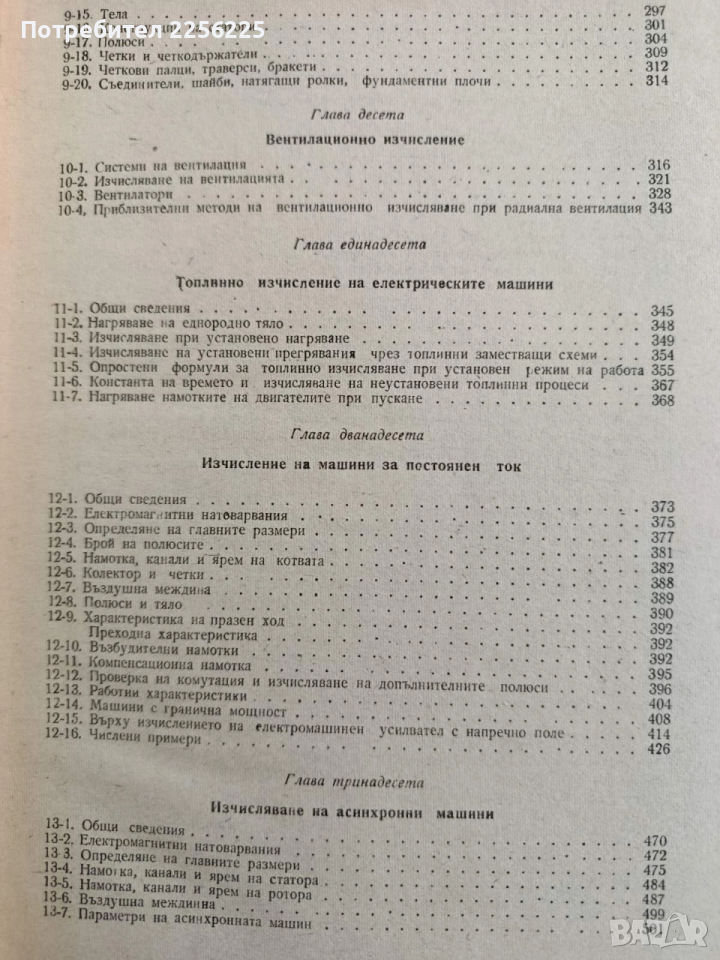 Потребител 2256225
9-15. Тела 297
301
9-17. Полюси 304
9-18. Четки и четкодържатели 309
9-19. Четкови палци, траверси, бракети 312
9-20. Съединители, шайби, натягащи ролки, фундаментни плочи 314
Глава десета
Вентилационно изчисление
10-1. Системи на вентилация 316
10-2. Изчисляване на вентилацията 321
10-3. Вентилатори 328
10-4. Приблизителни методи на вентилационно изчисляване при радиална вентилация 343
Глава единадесета
Топлинно изчисление на електрическите машини
11-1. Общи сведения 345
11-2. Нагряване на еднородно тяло 348
11-3. Изчисляване при установено нагряване 349
11-4. Изчисляване на установени прегрявания чрез топлинни заместващи схеми 354
11-5. Опростени формули за топлинно изчисляване при установен режим на работа 355
11-6. Константа на времето и изчисляване на неустановени топлинни процеси 367
11-7. Нагряване намотките на двигателите при пускане 368
Глава дванадесета
Изчисление на машини за постоянен ток
12-1. Общи сведения 373
12-2. Електромагнитни натоварвания 375
12-3. Определяне на главните размери 377
12-4. Брой на полюсите 381
12-5. Намотка, канали и ярем на котвата 382
12-6. Колектор и четки 388
12-7. Въздушна междина 389
12-8. Полюси и тяло 390
12-9. Характеристика на празен ход 392
Преходна характеристика 392
12-10. Възбудителни намотки 392
12-11. Компенсационна намотка 395
12-12. Проверка на комутация и изчисляване на допълнителните полюси 396
12-13. Работни характеристики 404
12-14. Машини с гранична мощност 408
12-15. Върху изчислението на електромашинен усилвател с напречно поле 414
12-16. Числени примери 426
Глава тринадесета
Изчисляване на асинхронни машини
13-1. Общи сведения 470
13-2. Електромагнитни натоварвания 472
13 3. Определяне на главните размери 475
13-4. Намотка, канали и ярем на статора 484
13-5. Намотка, канали и ярем на ротора 487
13-6. Въздушна междинна 499
13-7. Параметри на асинхронната машин 501
BAZAR